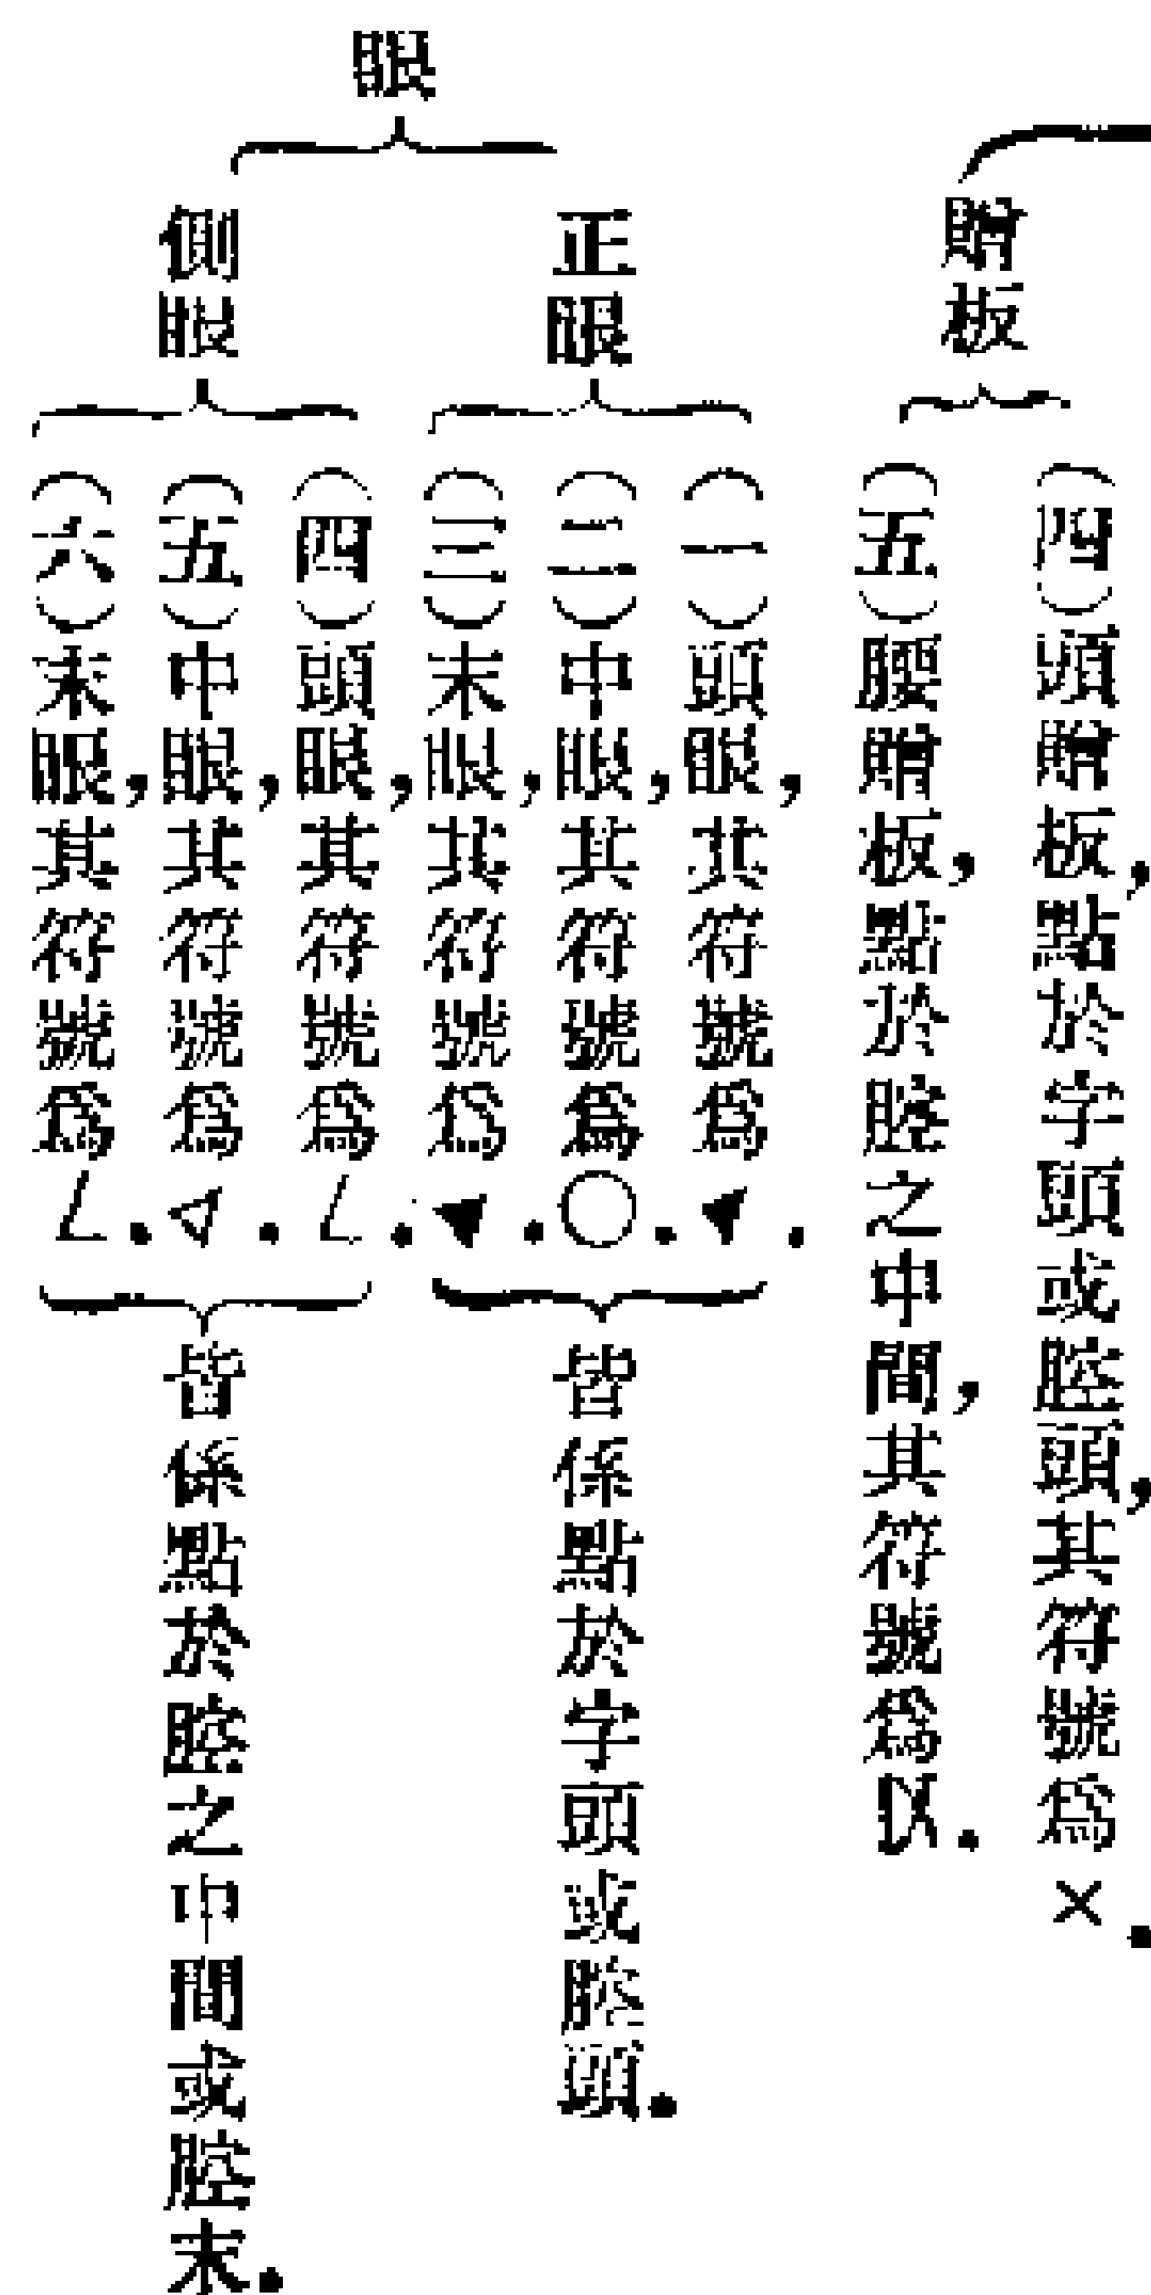 贈板
(四)頭贈板,點於字頭或腔頭,其符號爲×.
(五)腰贈板,點於腔之中間,其符號爲.
眼
正眼
(一)頭眼,其符號爲.
(二)中眼,其符號爲○.
(三)末眼,其符號爲.
皆係點於字頭或腔頭.
側眼
(四)頭眼,其符號爲∠.
(五)中眼,其符號爲.
(六)末眼,其符號爲∠.
皆係點於腔之中間或腔末.